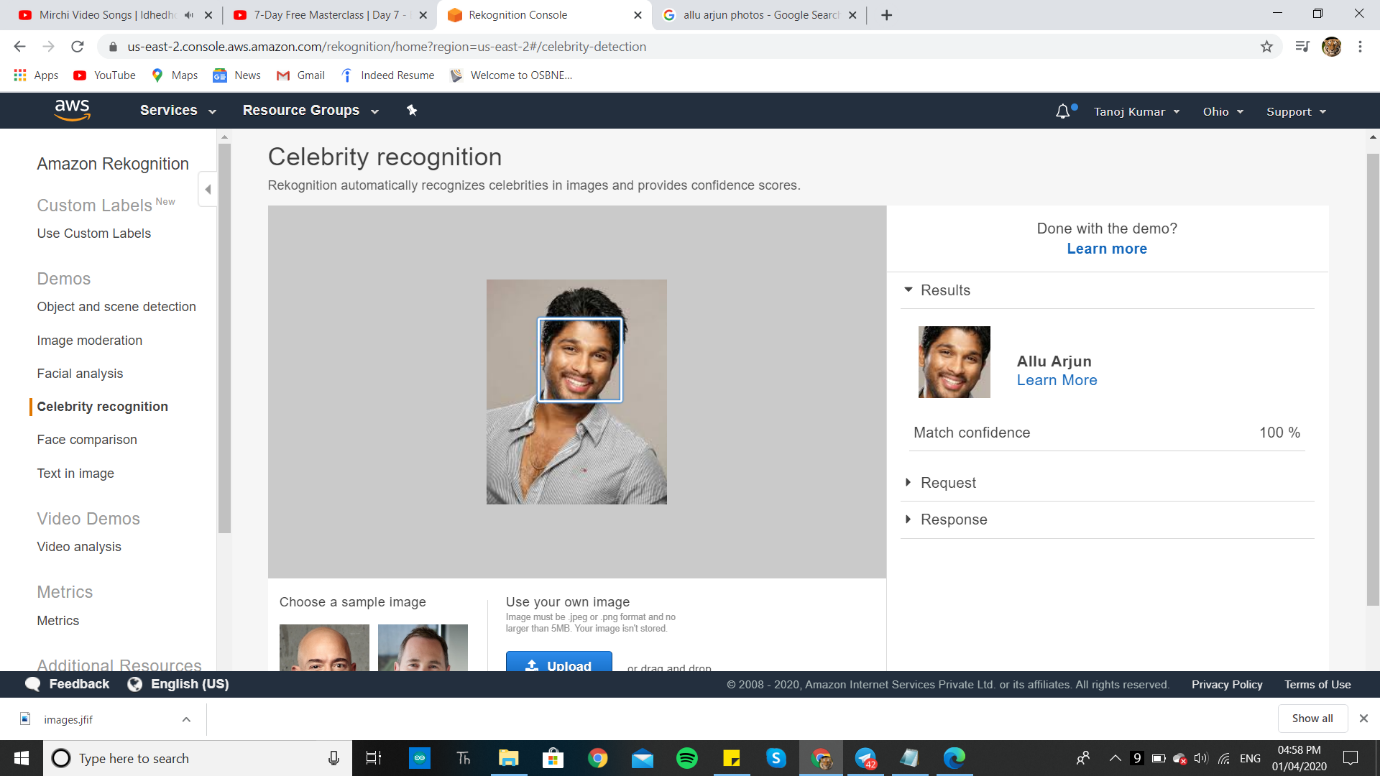 Mirchi Video Songs | Idhedh
7-Day Free Masterclass | Day 7 -
Rekognition Console
allu arjun photos - Google Searc
us-east-2.console.aws.amazon.com/rekognition/home?region=us-east-2#/celebrity-detection
Apps
YouTube
Maps
News
Gmail
Indeed Resume
Welcome to OSBNE...
aws
Services
Resource Groups
Tanoj Kumar
Ohio
Support
Amazon Rekognition
Custom Labels New
Use Custom Labels
Demos
Object and scene detection
Image moderation
Facial analysis
Celebrity recognition
Face comparison
Text in image
Video Demos
Video analysis
Metrics
Metrics
Additional Resources
Celebrity recognition
Rekognition automatically recognizes celebrities in images and provides confidence scores.
Choose a sample image
Use your own image
Image must be .jpeg or .png format and no
larger than 5MB. Your image isn't stored.
Upload
or drag and drop
Done with the demo?
Learn more
Results
Allu Arjun
Learn More
Match confidence 100 %
Request
Response
Feedback
English (US)
© 2008 - 2020, Amazon Internet Services Private Ltd. or its affiliates. All rights reserved.
Privacy Policy
Terms of Use
images.jfif
Show all
Type here to search
Th
42
9
ENG
04:58 PM
01/04/2020